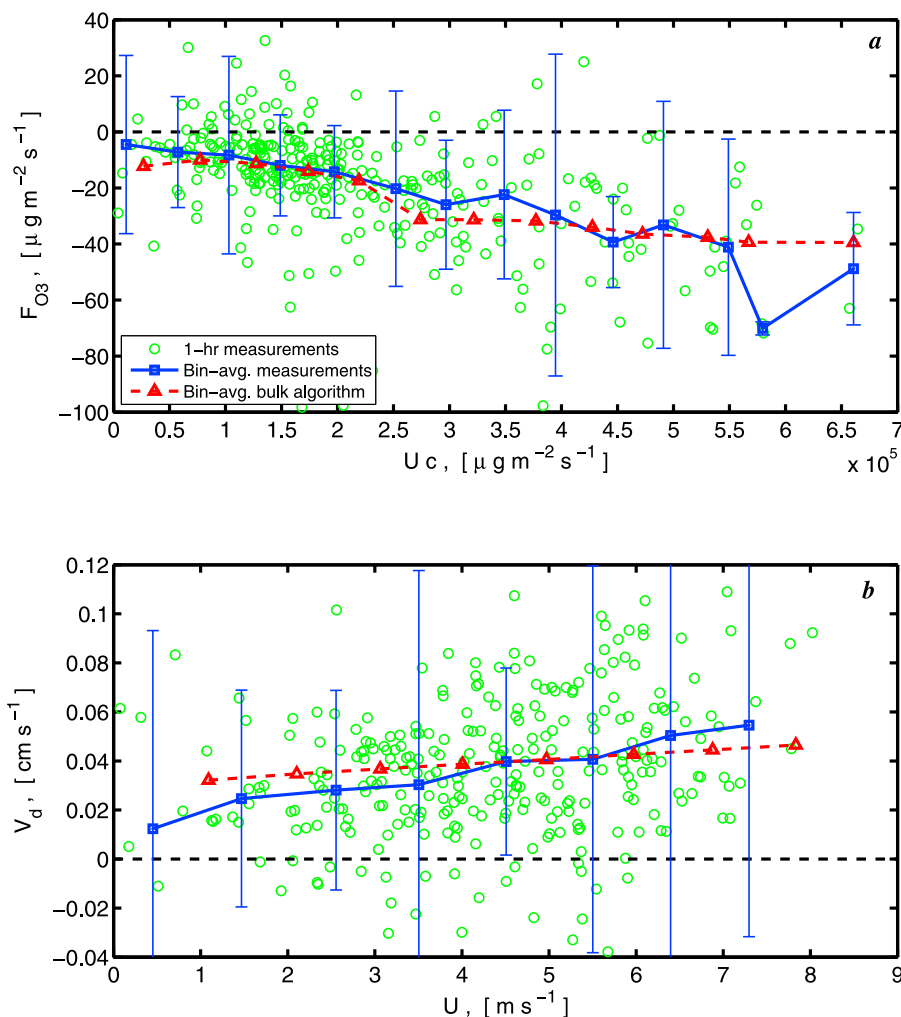 a
40
20
0
−20
−40
−60
−80
−100
F_O3 , [ μ g m^−2 s^−1 ]
1−hr measurements
Bin−avg. measurements
Bin−avg. bulk algorithm
0 0.5 1 1.5 2 2.5 3 3.5 4 4.5 5 5.5 6 6.5 7
U c , [ μ g m^−2 s^−1 ]
x 10^5
b
0.12
0.1
0.08
0.06
0.04
0.02
0
−0.02
−0.04
V_d , [ cm s^−1 ]
0 1 2 3 4 5 6 7 8 9
U , [ m s^−1 ]